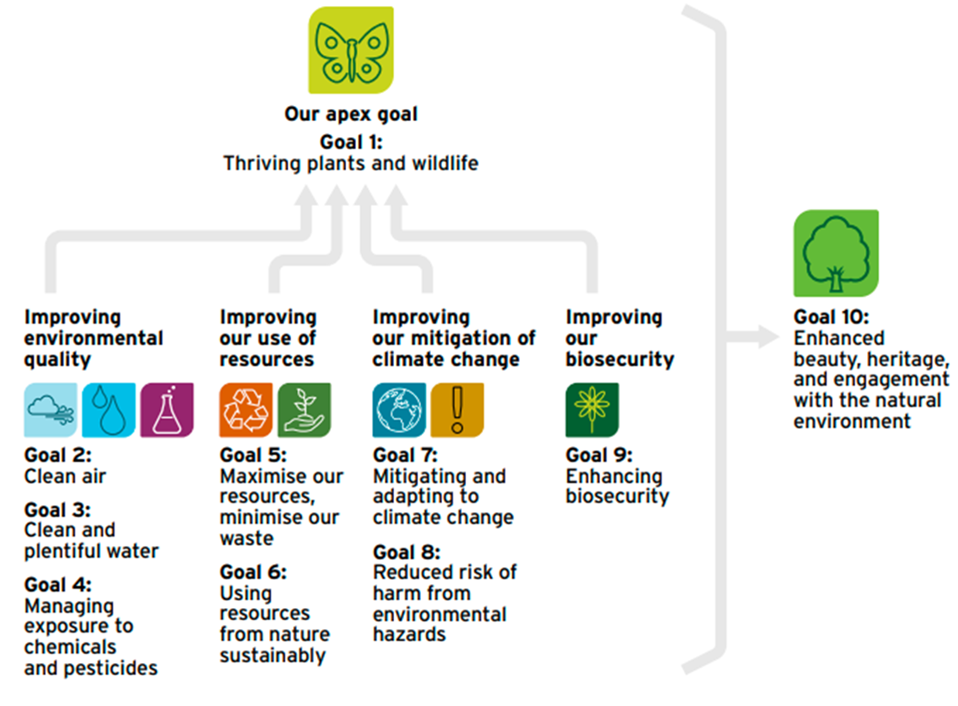 Our apex goal
Goal 1:
Thriving plants and wildlife
Improving
environmental
quality
Goal 2:
Clean air
Goal 3:
Clean and
plentiful water
Goal 4:
Managing
exposure to
chemicals
and pesticides
Improving
our use of
resources
Goal 5:
Maximise our
resources,
minimise our
waste
Goal 6:
Using
resources
from nature
sustainably
Improving
our mitigation of
climate change
Goal 7:
Mitigating and
adapting to
climate change
Goal 8:
Reduced risk of
harm from
environmental
hazards
Improving
our
biosecurity
Goal 9:
Enhancing
biosecurity
Goal 10:
Enhanced
beauty, heritage,
and engagement
with the natural
environment